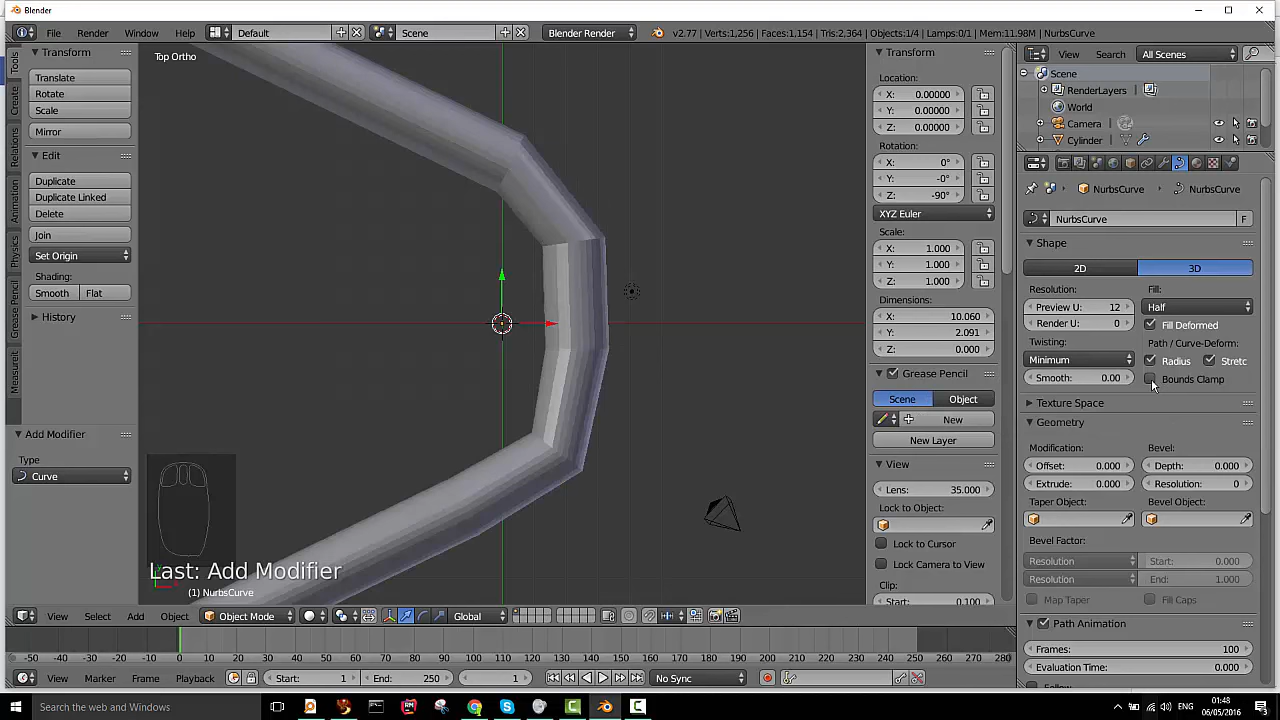 Blender
File Render Window Help Default Scene Blender Render v2.77 | Verts:1,256 | Faces:1,154 | Tris:2,364 | Objects:1/4 | Lamps:0/1 | Mem:11.98M | NurbsCurve
Tools
Create
Relations
Animation
Physics
Grease Pencil
Measureit
Transform
Translate
Rotate
Scale
Mirror
Edit
Duplicate
Duplicate Linked
Delete
Join
Set Origin
Shading:
Smooth Flat
History
Add Modifier
Type
Curve
Top Ortho
Last: Add Modifier
(1) NurbsCurve
Transform
Location:
X: 0.00000
Y: 0.00000
Z: 0.00000
Rotation:
X: 0°
Y: -0°
Z: -90°
XYZ Euler
Scale:
X: 1.000
Y: 1.000
Z: 1.000
Dimensions:
X: 10.060
Y: 2.091
Z: 0.000
Grease Pencil
Scene Object
New
New Layer
View
Lens: 35.000
Lock to Object:
Lock to Cursor
Lock Camera to View
Clip:
Start: 0.100
View Search All Scenes
Scene
RenderLayers
World
Camera
Cylinder
NurbsCurve NurbsCurve
NurbsCurve F
Shape
2D 3D
Resolution: Fill:
Preview U: 12 Half
Render U: 0 Fill Deformed
Twisting: Path / Curve-Deform:
Minimum Radius Stretc
Smooth: 0.00 Bounds Clamp
Texture Space
Geometry
Modification: Bevel:
Offset: 0.000 Depth: 0.000
Extrude: 0.000 Resolution: 0
Taper Object: Bevel Object:
Bevel Factor:
Resolution Start: 0.000
Resolution End: 1.000
Map Taper Fill Caps
Path Animation
Frames: 100
Evaluation Time: 0.000
Follow
View Select Add Object Object Mode Global
-50 -40 -30 -20 -10 0 10 20 30 40 50 60 70 80 90 100 110 120 130 140 150 160 170 180 190 200 210 220 230 240 250 260 270 280
View Marker Frame Playback Start: 1 End: 250 1 No Sync
Search the web and Windows
ENG 01:48
06/05/2016